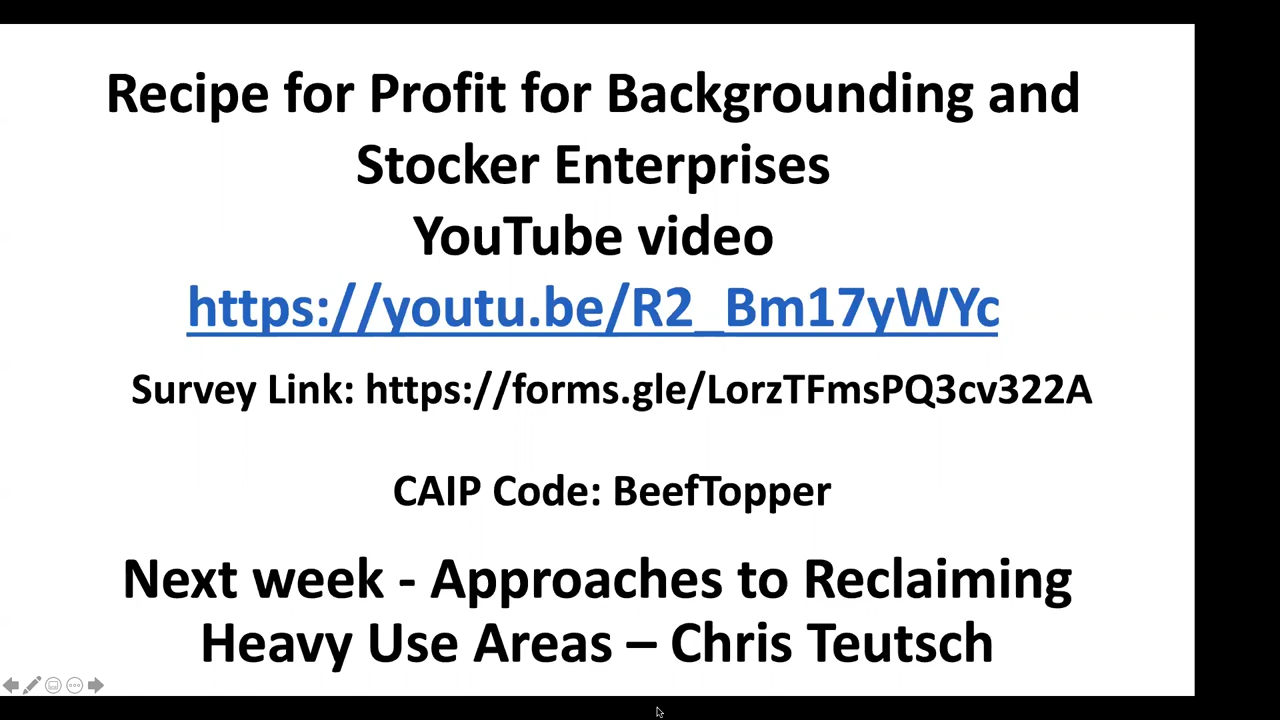 Recipe for Profit for Backgrounding and
Stocker Enterprises
YouTube video
https://youtu.be/R2_Bm17yWYc
Survey Link: https://forms.gle/LorzTFmsPQ3cv322A
CAIP Code: BeefTopper
Next week - Approaches to Reclaiming
Heavy Use Areas – Chris Teutsch